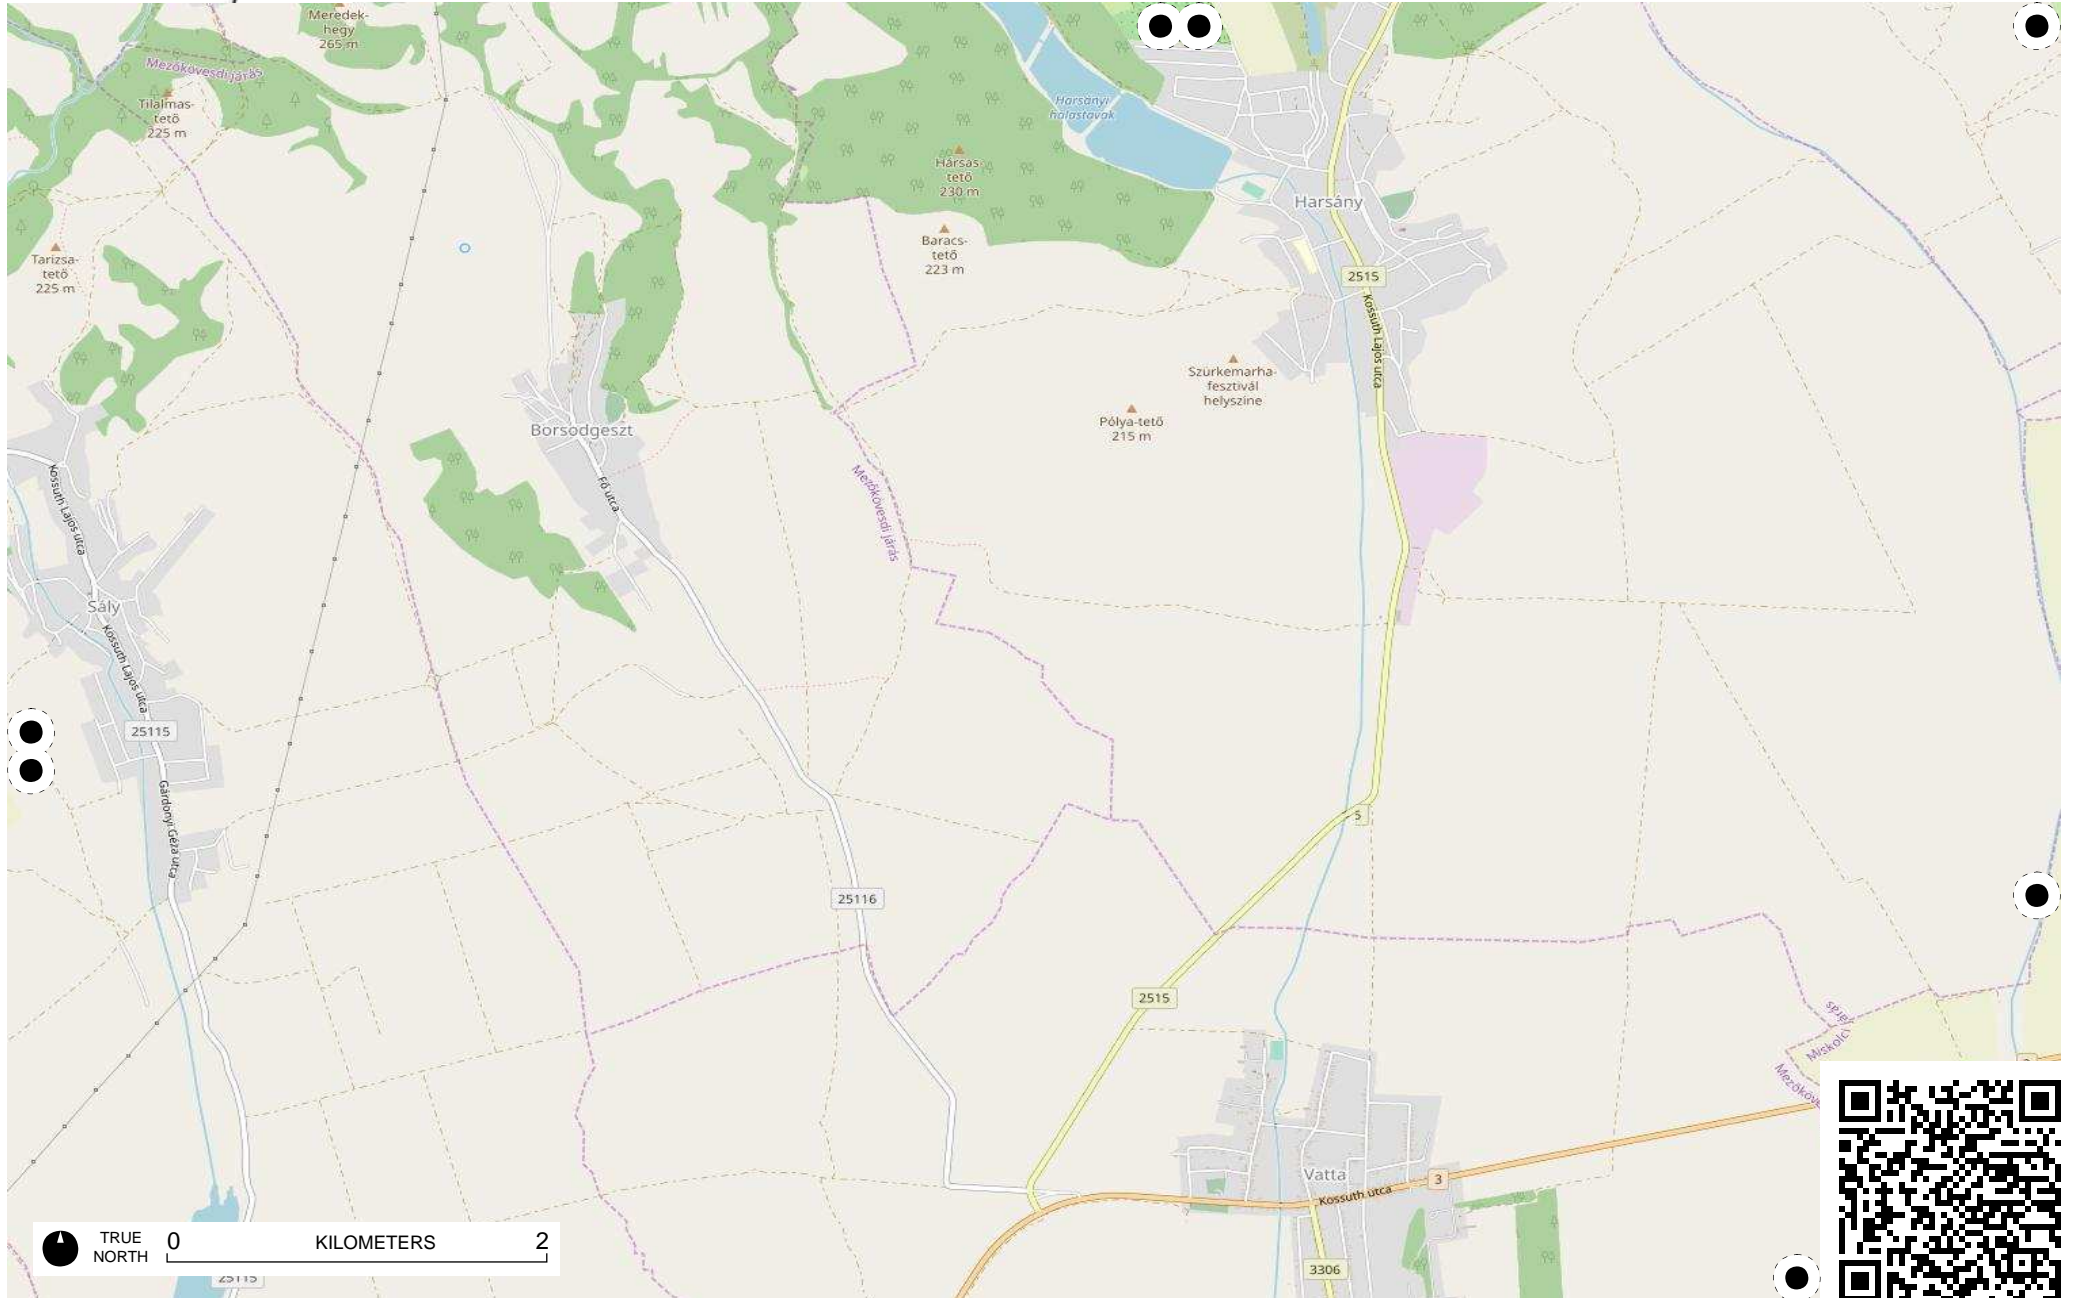 Meredek-
hegy
265 m
Mezőkövesdi járás
Tilalmas-
tető
225 m
Harsányi
halastavak
Hársas-
tető
230 m
Harsány
Baracs-
tető
223 m
Tarizsa-
tető
225 m
2515
Kossuth Lajos utca
Szürkemarha-
fesztivál
helyszíne
Pólya-tető
215 m
Borsodgeszt
Kossuth Lajos utca
Fő utca
Mezőkövesdi járás
Sály
Kossuth Lajos utca
25115
Gárdonyi Géza utca
5
25116
2515
járás
Miskolci
Mezőköve
Vatta
3
Kossuth utca
TRUE
NORTH
0
KILOMETERS
2
3306
25115